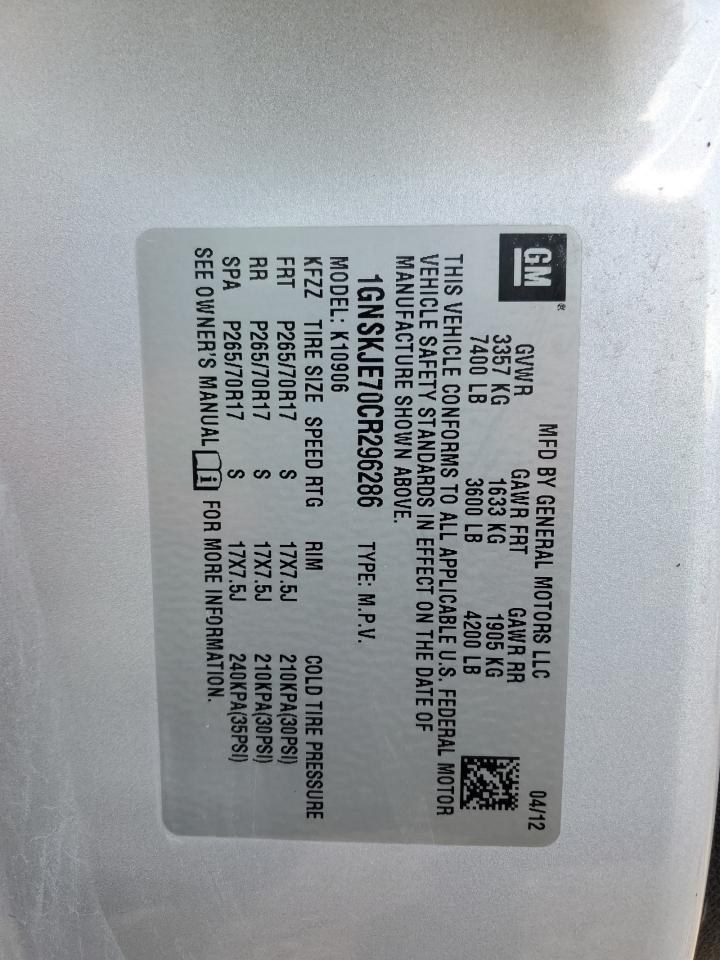 GM ®
MFD BY GENERAL MOTORS LLC 04/12
GVWR GAWR FRT GAWR RR
3357 KG 1633 KG 1905 KG
7400 LB 3600 LB 4200 LB
THIS VEHICLE CONFORMS TO ALL APPLICABLE U.S. FEDERAL MOTOR
VEHICLE SAFETY STANDARDS IN EFFECT ON THE DATE OF
MANUFACTURE SHOWN ABOVE.
1GNSKJE70CR296286 TYPE: M.P.V.
MODEL: K10906
KFZZ TIRE SIZE SPEED RTG RIM COLD TIRE PRESSURE
FRT P265/70R17 S 17X7.5J 210KPA(30PSI)
RR P265/70R17 S 17X7.5J 210KPA(30PSI)
SPA P265/70R17 S 17X7.5J 240KPA(35PSI)
SEE OWNER'S MANUAL i FOR MORE INFORMATION.